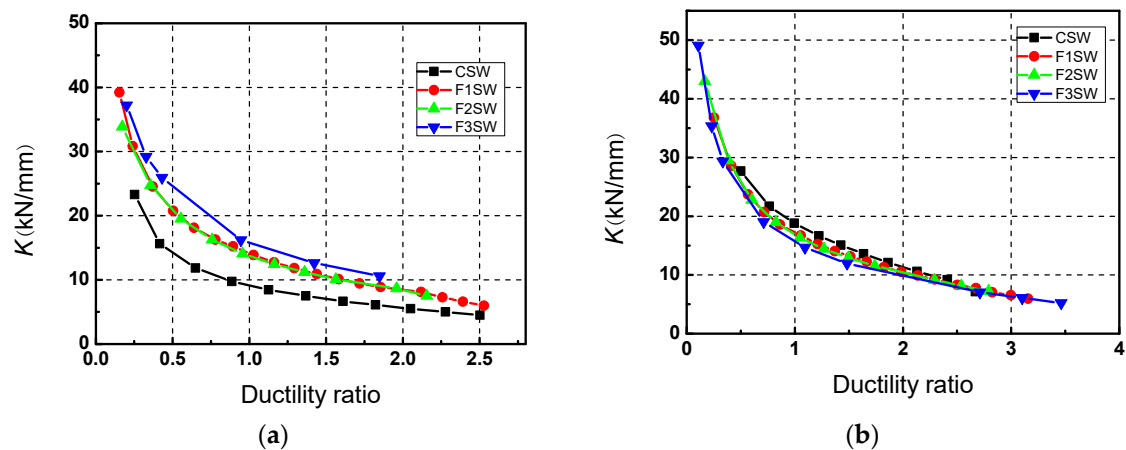 50
40
30
20
10
0
0.0 0.5 1.0 1.5 2.0 2.5
K(kN/mm)
Ductility ratio
CSW
F1SW
F2SW
F3SW
(a)
50
40
30
20
10
0
0 1 2 3 4
K(kN/mm)
Ductility ratio
CSW
F1SW
F2SW
F3SW
(b)